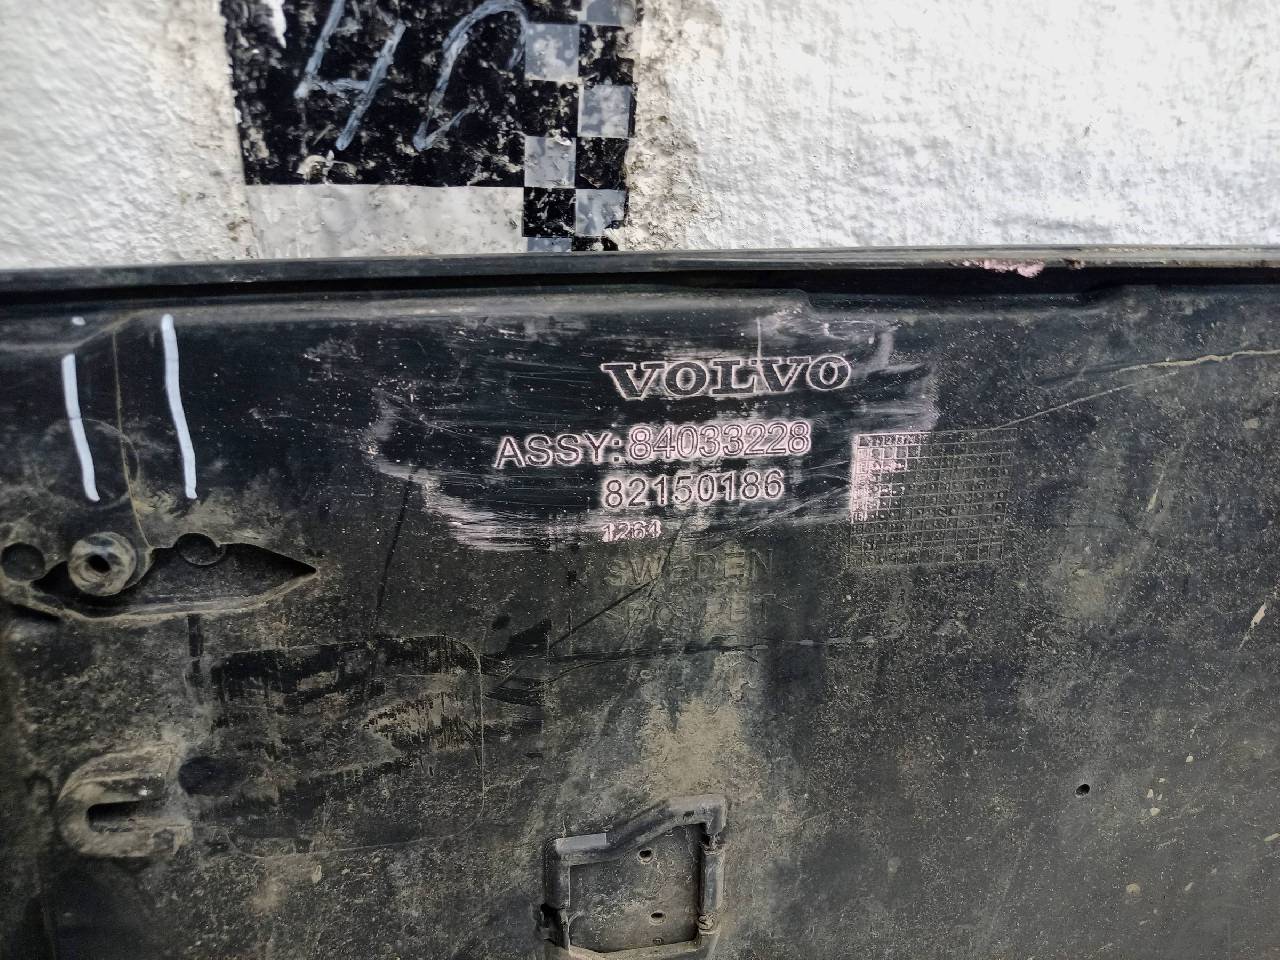 VOLVO
ASSY: 84033228
82150186
1264
SWEDEN